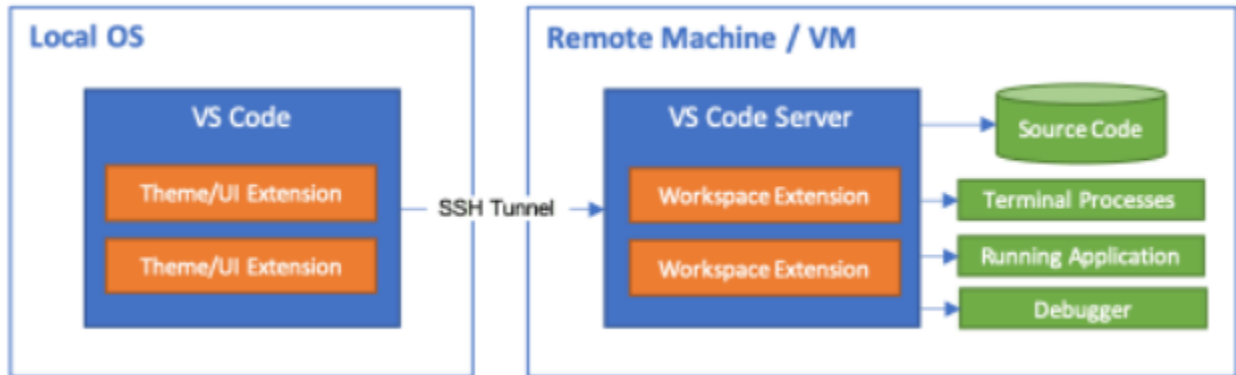 Local OS
VS Code
Theme/UI Extension
Theme/UI Extension
SSH Tunnel
Remote Machine / VM
VS Code Server
Workspace Extension
Workspace Extension
Source Code
Terminal Processes
Running Application
Debugger